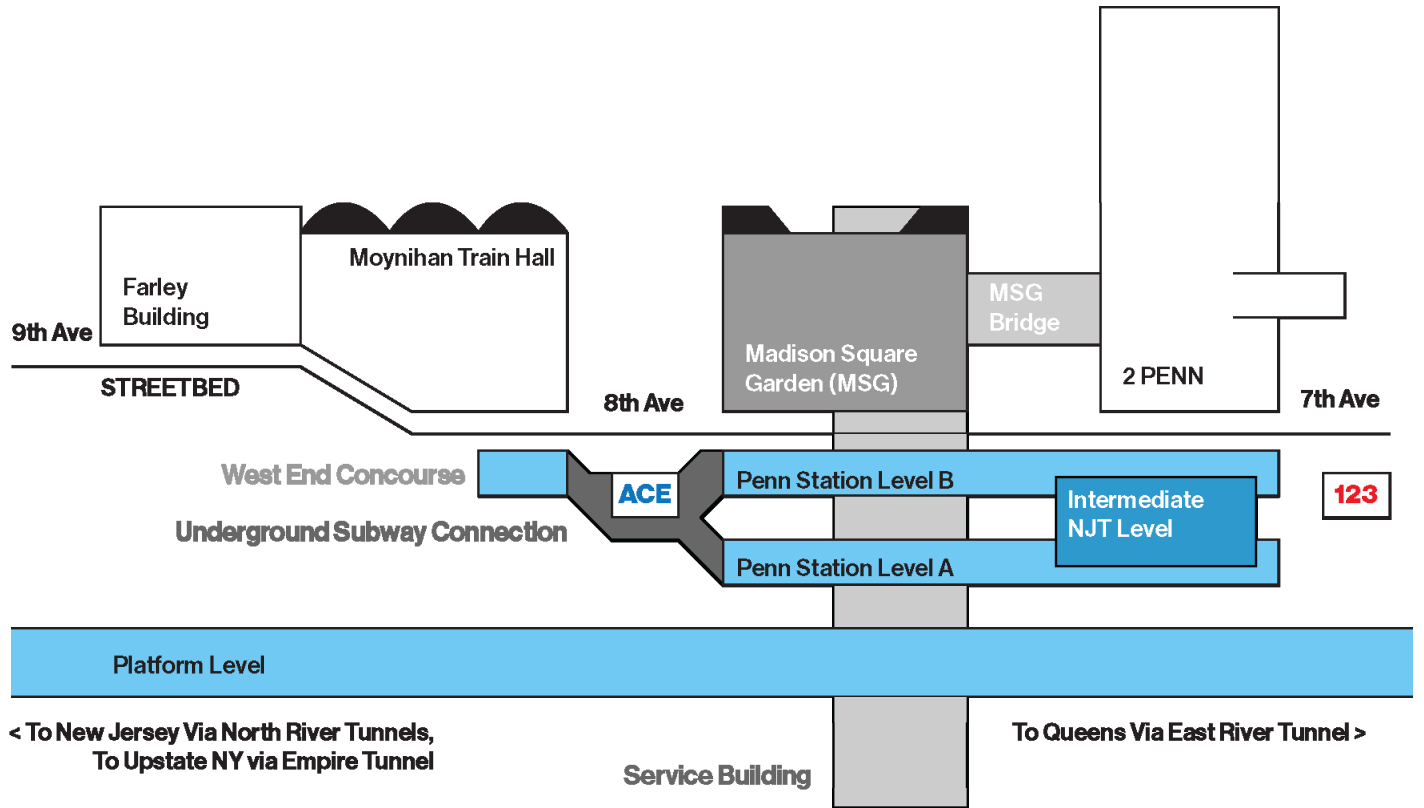 Moynihan Train Hall
Farley
Building
MSG
Bridge
9th Ave
Madison Square
Garden (MSG)
2 PENN
STREETBED
8th Ave
7th Ave
West End Concourse
ACE
Penn Station Level B
Intermediate
NJT Level
123
Underground Subway Connection
Penn Station Level A
Platform Level
< To New Jersey Via North River Tunnels,
To Upstate NY via Empire Tunnel
To Queens Via East River Tunnel >
Service Building